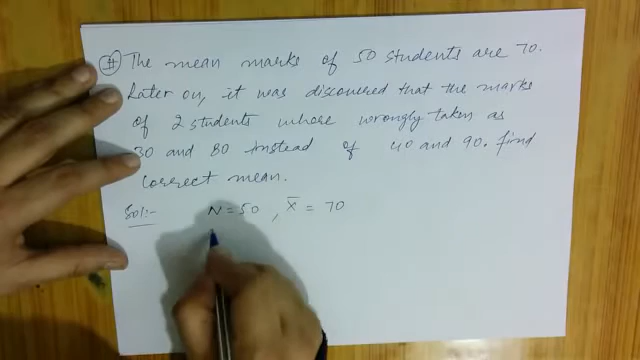 # The mean marks of 50 students are 70.
Later on, it was discovered that the marks
of 2 students whose wrongly taken as
30 and 80 instead of 40 and 90. find
correct mean.
Sol:- N = 50 , X̄ = 70